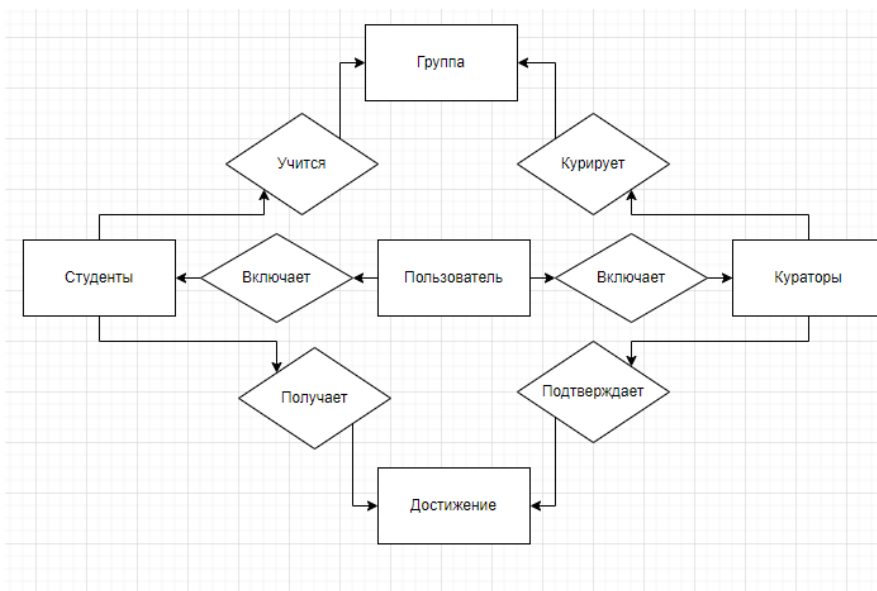 Группа
Учится
Курирует
Студенты
Включает
Пользователь
Включает
Кураторы
Получает
Подтверждает
Достижение